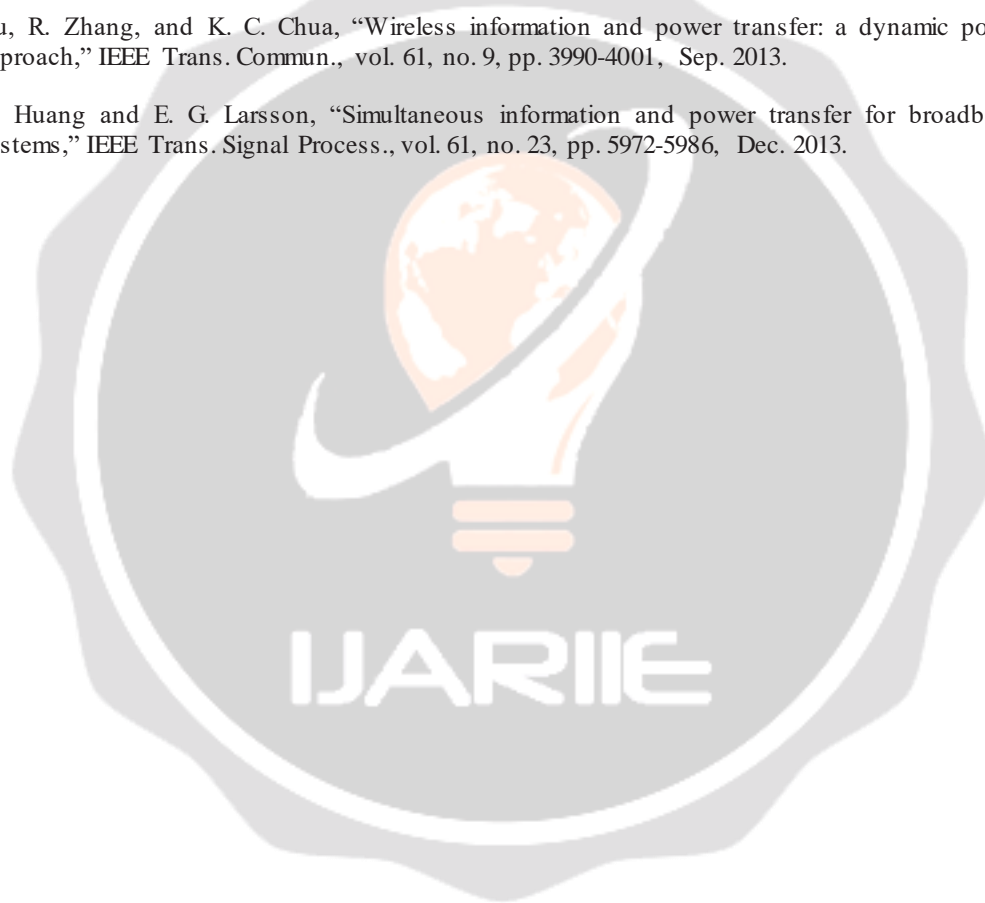 u, R. Zhang, and K. C. Chua, “Wireless information and power transfer: a dynamic po
proach,” IEEE Trans. Commun., vol. 61, no. 9, pp. 3990-4001, Sep. 2013.
Huang and E. G. Larsson, “Simultaneous information and power transfer for broadb
stems,” IEEE Trans. Signal Process., vol. 61, no. 23, pp. 5972-5986, Dec. 2013.
IJARIIE